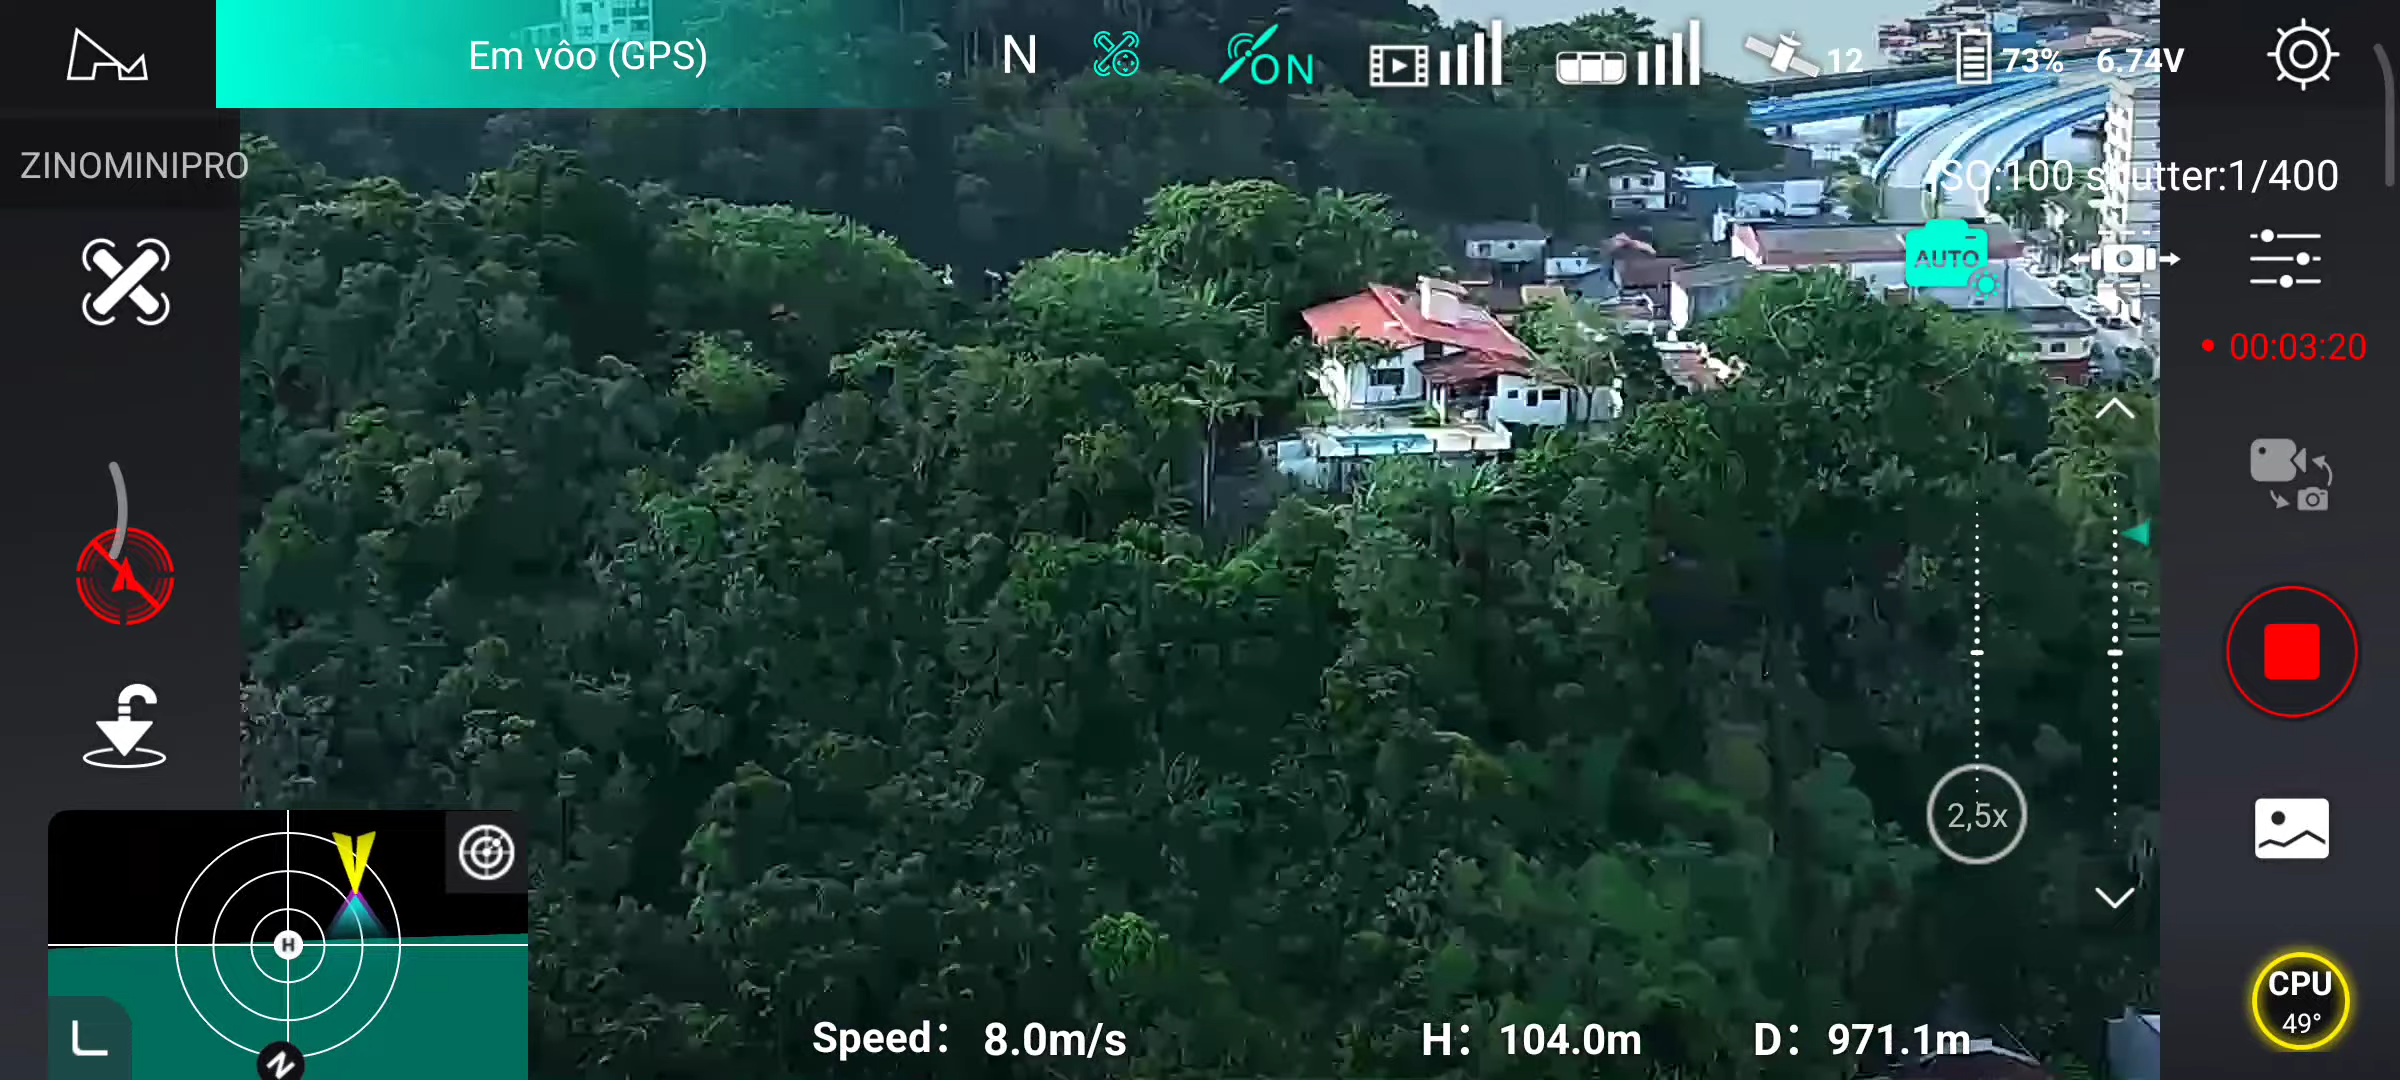 Em vôo (GPS)
N
ON
12
73%
6.74V
ZINOMINIPRO
ISO:100 shutter:1/400
AUTO
00:03:20
2,5x
H
N
CPU
49°
Speed: 8.0m/s
H: 104.0m
D: 971.1m